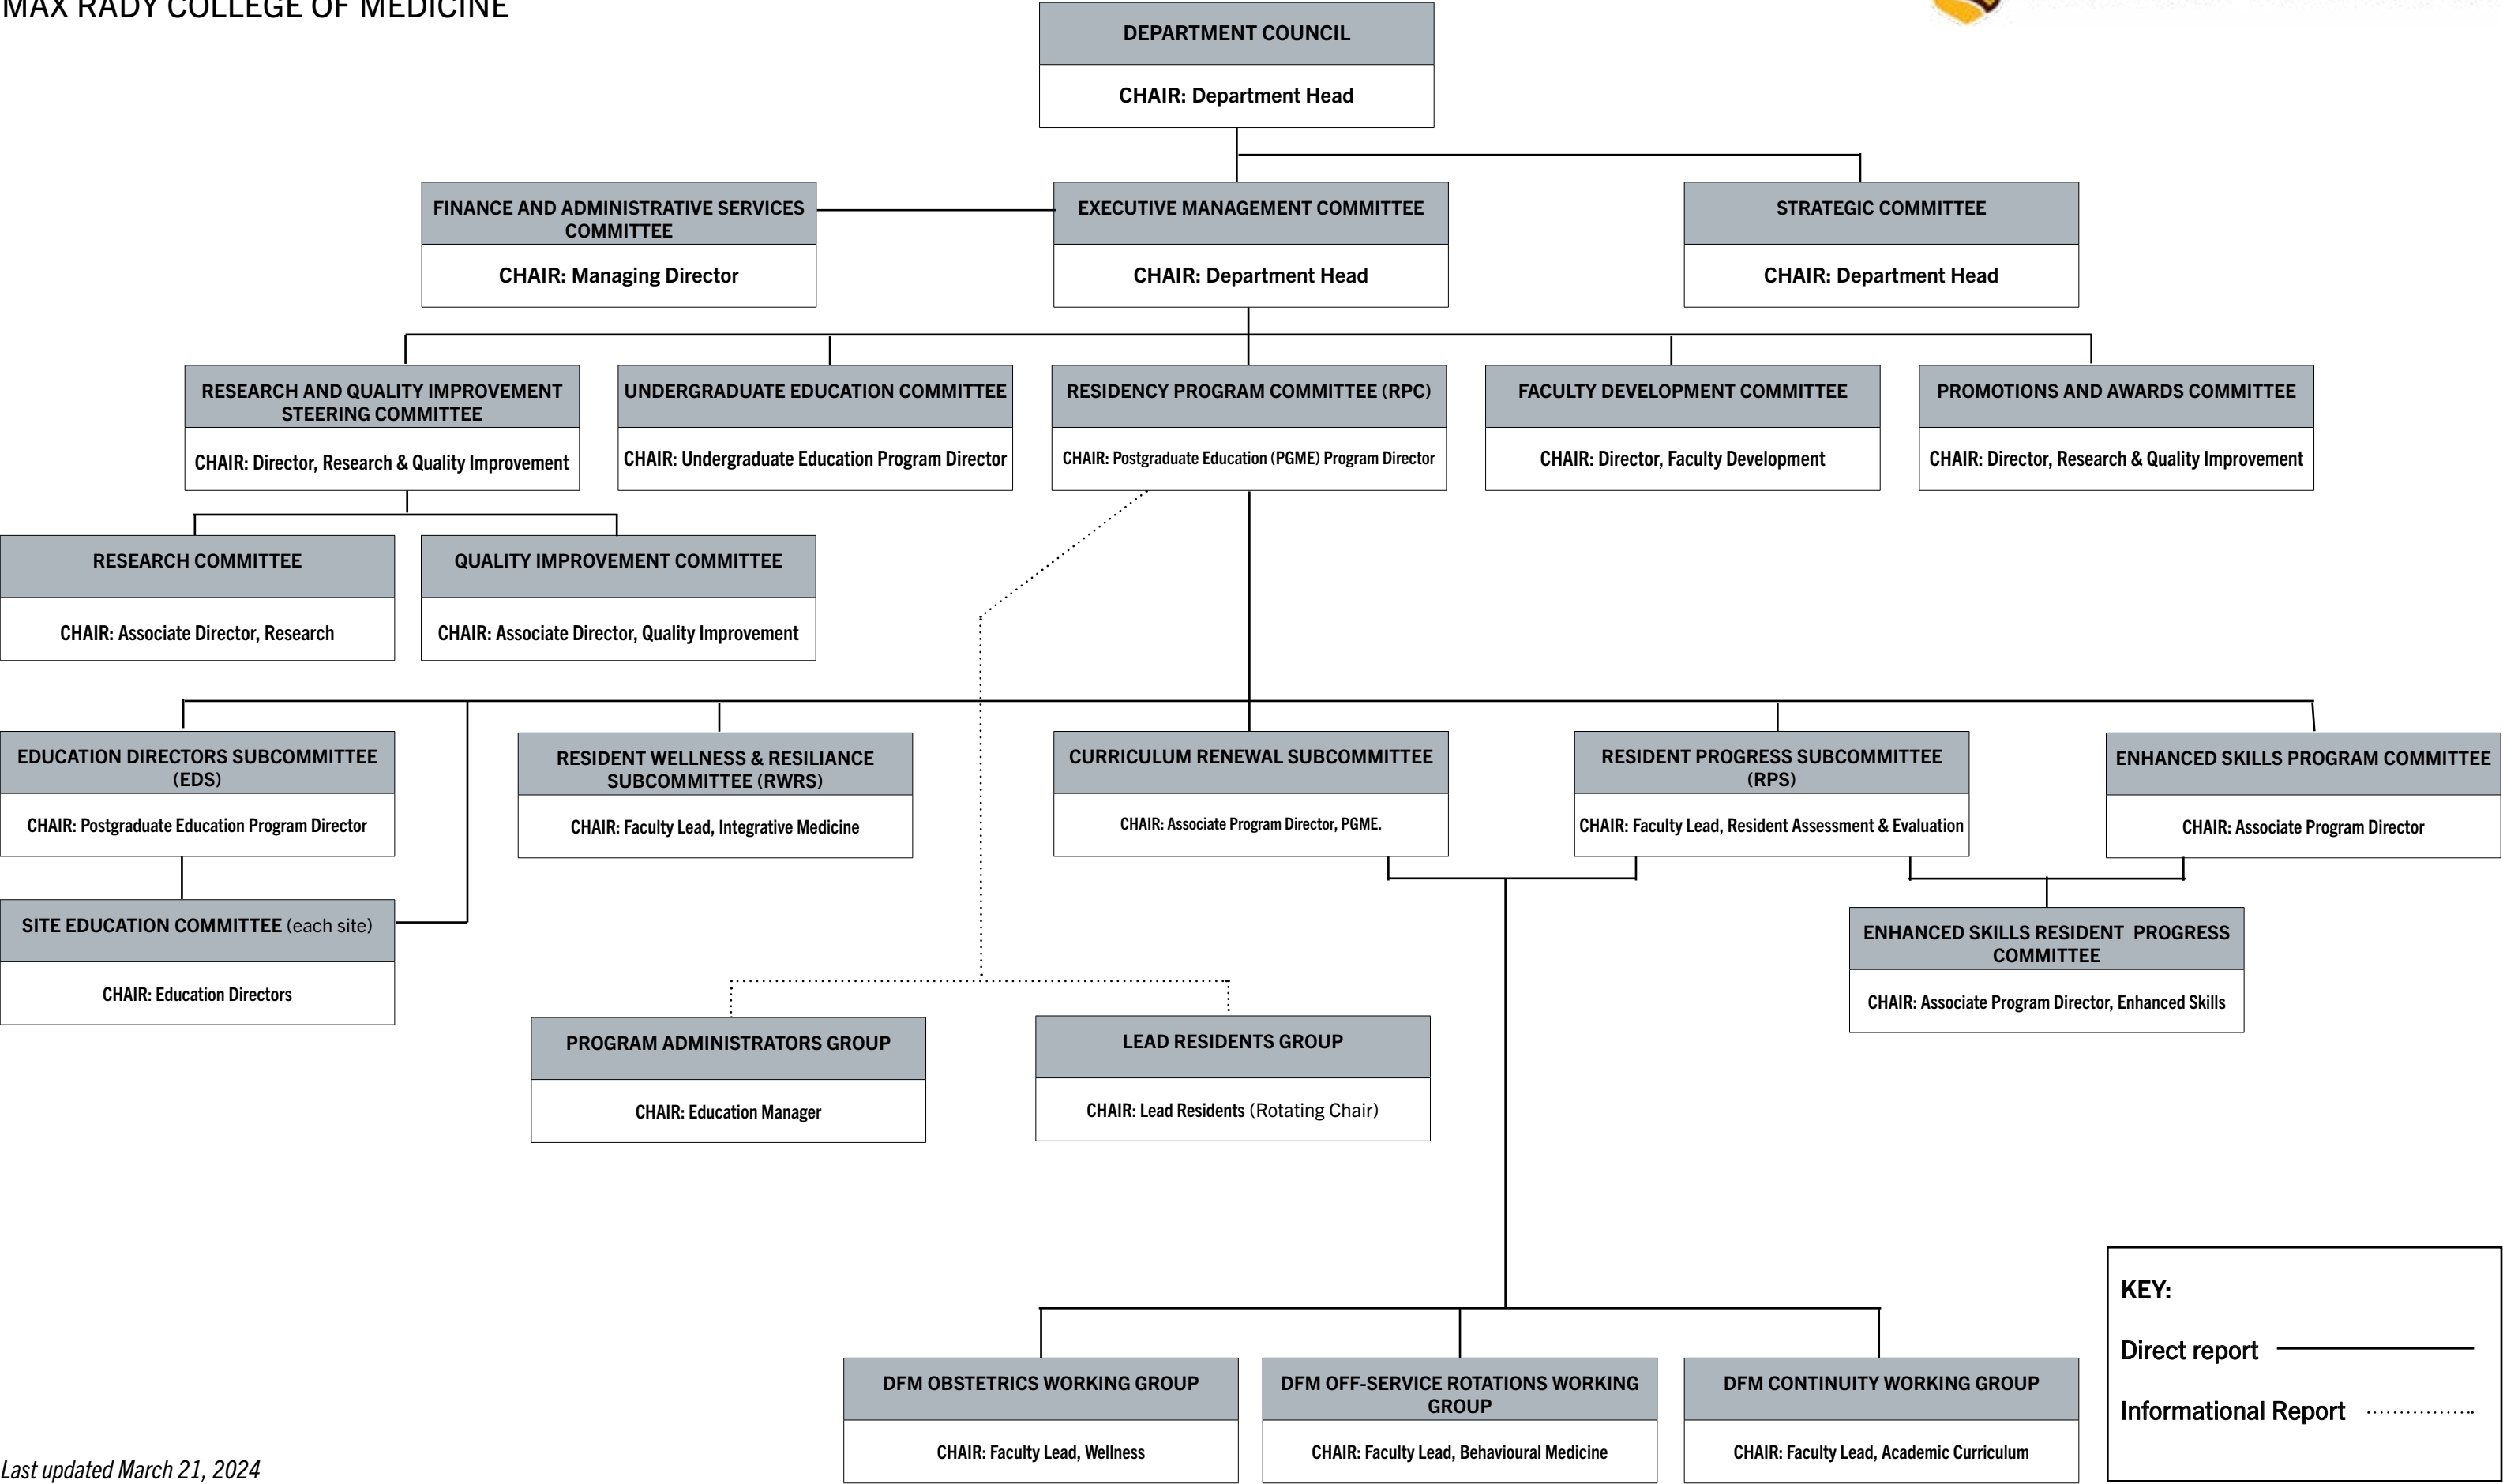 MAX RADY COLLEGE OF MEDICINE
DEPARTMENT COUNCIL
CHAIR: Department Head
FINANCE AND ADMINISTRATIVE SERVICES
COMMITTEE
CHAIR: Managing Director
EXECUTIVE MANAGEMENT COMMITTEE
CHAIR: Department Head
STRATEGIC COMMITTEE
CHAIR: Department Head
RESEARCH AND QUALITY IMPROVEMENT
STEERING COMMITTEE
CHAIR: Director, Research & Quality Improvement
UNDERGRADUATE EDUCATION COMMITTEE
CHAIR: Undergraduate Education Program Director
RESIDENCY PROGRAM COMMITTEE (RPC)
CHAIR: Postgraduate Education (PGME) Program Director
FACULTY DEVELOPMENT COMMITTEE
CHAIR: Director, Faculty Development
PROMOTIONS AND AWARDS COMMITTEE
CHAIR: Director, Research & Quality Improvement
RESEARCH COMMITTEE
CHAIR: Associate Director, Research
QUALITY IMPROVEMENT COMMITTEE
CHAIR: Associate Director, Quality Improvement
EDUCATION DIRECTORS SUBCOMMITTEE
(EDS)
CHAIR: Postgraduate Education Program Director
RESIDENT WELLNESS & RESILIANCE
SUBCOMMITTEE (RWRS)
CHAIR: Faculty Lead, Integrative Medicine
CURRICULUM RENEWAL SUBCOMMITTEE
CHAIR: Associate Program Director, PGME.
RESIDENT PROGRESS SUBCOMMITTEE
(RPS)
CHAIR: Faculty Lead, Resident Assessment & Evaluation
ENHANCED SKILLS PROGRAM COMMITTEE
CHAIR: Associate Program Director
SITE EDUCATION COMMITTEE (each site)
CHAIR: Education Directors
ENHANCED SKILLS RESIDENT PROGRESS
COMMITTEE
CHAIR: Associate Program Director, Enhanced Skills
PROGRAM ADMINISTRATORS GROUP
CHAIR: Education Manager
LEAD RESIDENTS GROUP
CHAIR: Lead Residents (Rotating Chair)
DFM OBSTETRICS WORKING GROUP
CHAIR: Faculty Lead, Wellness
DFM OFF-SERVICE ROTATIONS WORKING
GROUP
CHAIR: Faculty Lead, Behavioural Medicine
DFM CONTINUITY WORKING GROUP
CHAIR: Faculty Lead, Academic Curriculum
KEY:
Direct report
Informational Report
Last updated March 21, 2024